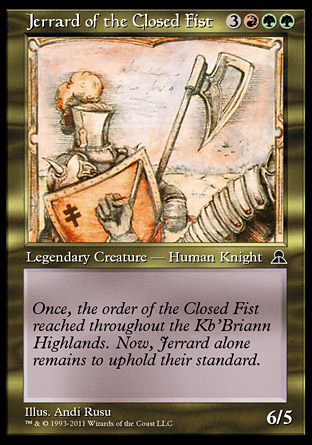 Jerrard of the Closed Fist 3
Legendary Creature — Human Knight
Once, the order of the Closed Fist
reached throughout the Kb'Briann
Highlands. Now, Jerrard alone
remains to uphold their standard.
Illus. Andi Rusu
™ & © 1993-2011 Wizards of the Coast LLC
6/5